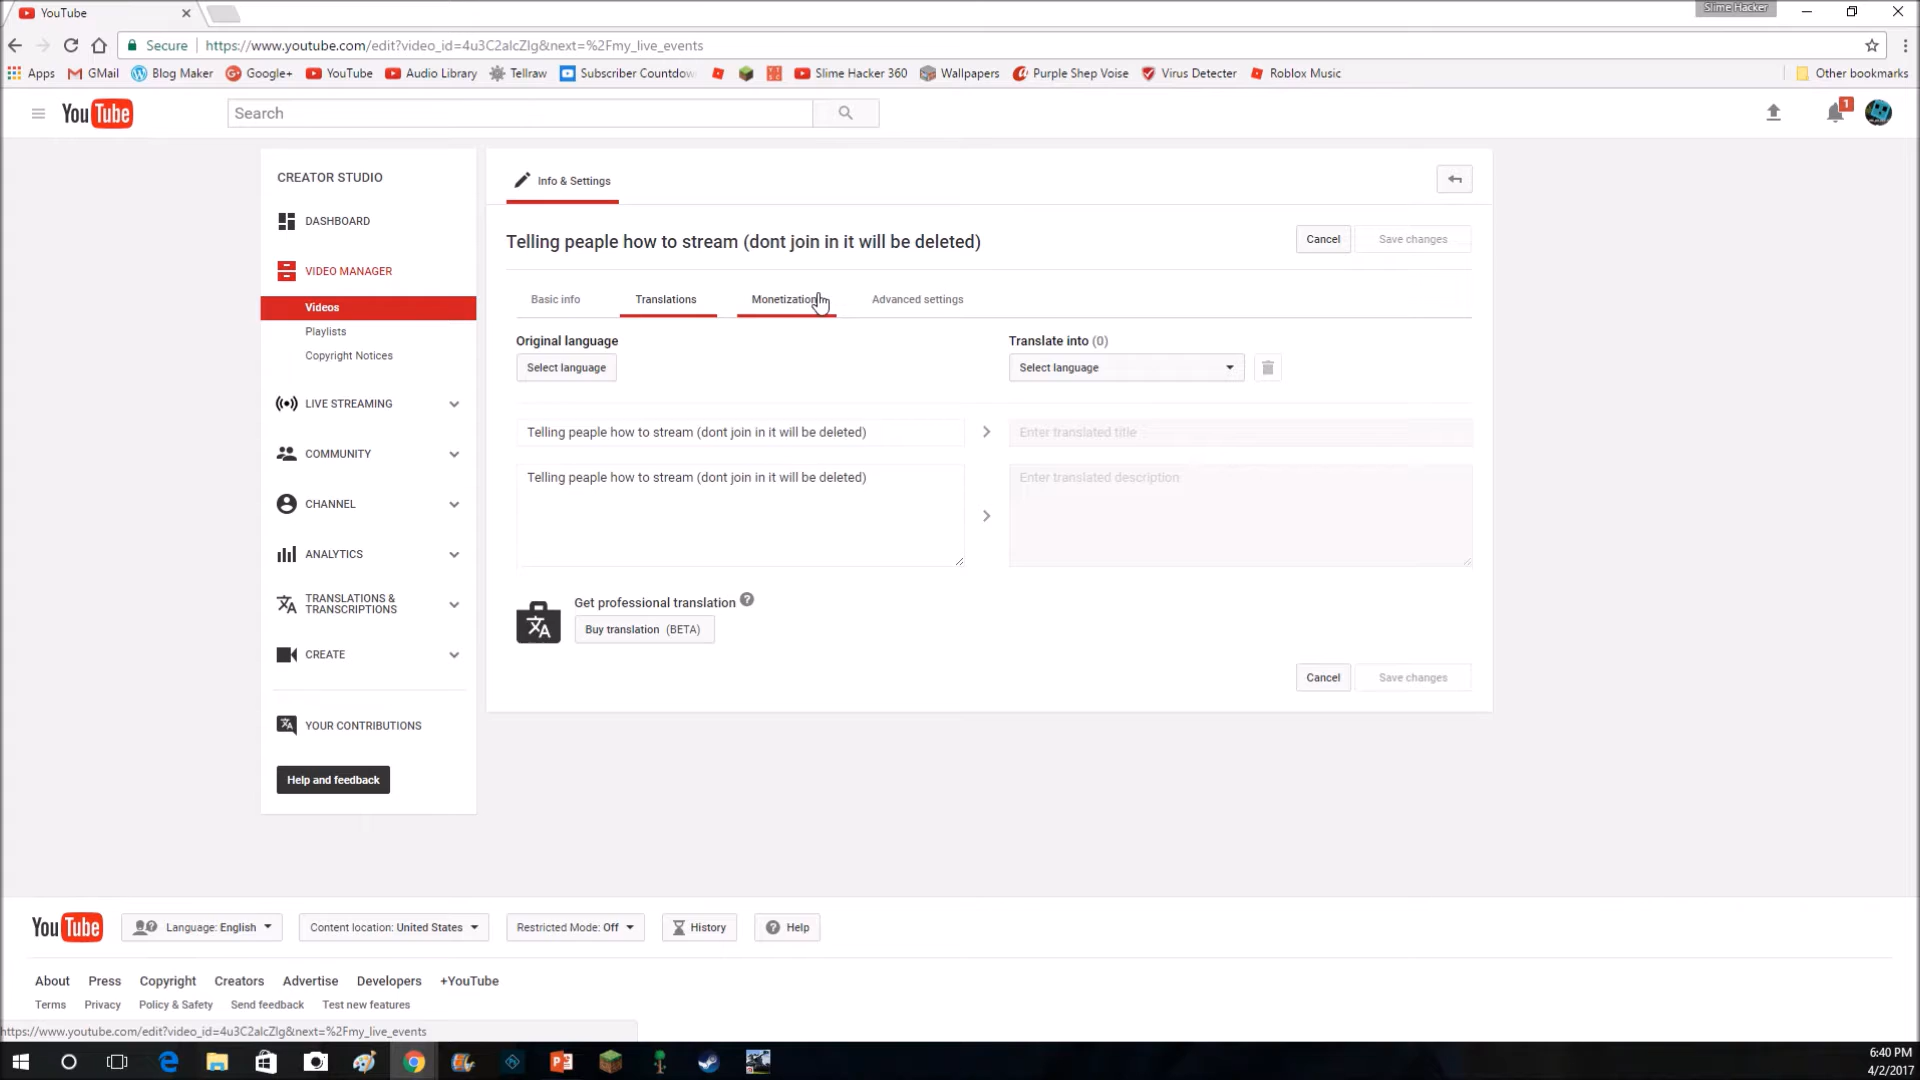 YouTube
Slime Hacker
Secure https://www.youtube.com/edit?video_id=4u3C2alcZIg&next=%2Fmy_live_events
Apps GMail Blog Maker Google+ YouTube Audio Library Tellraw Subscriber Countdow Slime Hacker 360 Wallpapers Purple Shep Voise Virus Detecter Roblox Music Other bookmarks
YouTube Search 1
CREATOR STUDIO
DASHBOARD
VIDEO MANAGER
Videos
Playlists
Copyright Notices
LIVE STREAMING
COMMUNITY
CHANNEL
ANALYTICS
TRANSLATIONS &
TRANSCRIPTIONS
CREATE
YOUR CONTRIBUTIONS
Help and feedback
Info & Settings
Telling peaple how to stream (dont join in it will be deleted) Cancel Save changes
Basic info Translations Monetization Advanced settings
Original language Translate into (0)
Select language Select language
Telling peaple how to stream (dont join in it will be deleted) Enter translated title
Telling peaple how to stream (dont join in it will be deleted) Enter translated description
Get professional translation ?
Buy translation (BETA)
Cancel Save changes
YouTube Language: English Content location: United States Restricted Mode: Off History Help
About Press Copyright Creators Advertise Developers +YouTube
Terms Privacy Policy & Safety Send feedback Test new features
https://www.youtube.com/edit?video_id=4u3C2alcZIg&next=%2Fmy_live_events
6:40 PM
4/2/2017